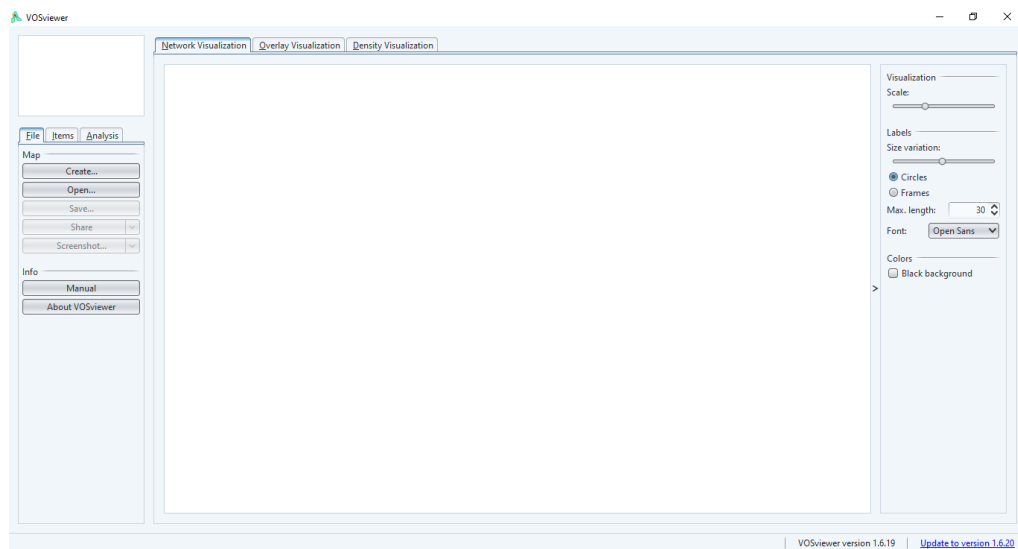 VOSviewer
Network Visualization Overlay Visualization Density Visualization
File Items Analysis
Map
Create...
Open...
Save...
Share
Screenshot...
Info
Manual
About VOSviewer
Visualization
Scale:
Labels
Size variation:
Circles
Frames
Max. length: 30
Font: Open Sans
Colors
Black background
>
VOSviewer version 1.6.19 Update to version 1.6.20